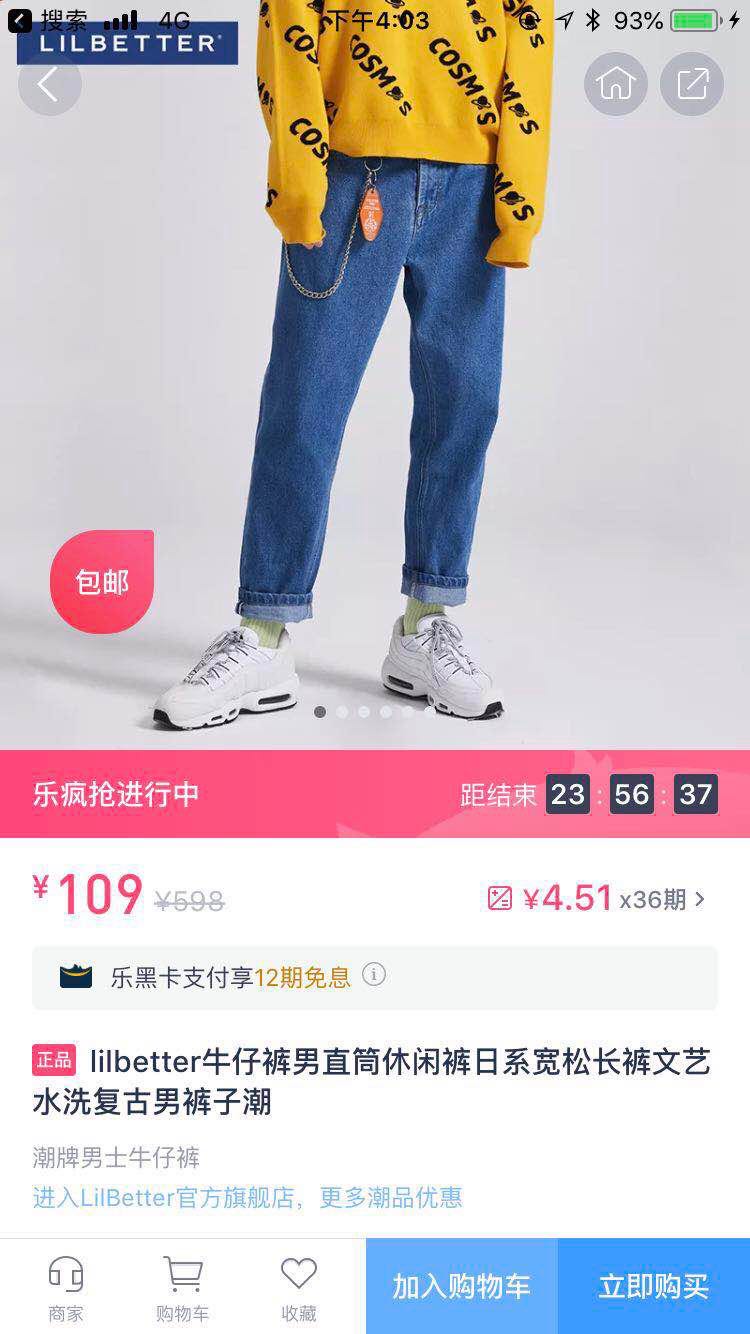 搜索 4G 下午4:03 93%
LILBETTER
COSMOS
COSMOS
COSMOS
包邮
乐疯抢进行中 距结束 23 : 56 : 37
¥109 ¥598 ¥4.51 x36期
乐黑卡支付享12期免息
正品 lilbetter牛仔裤男直筒休闲裤日系宽松长裤文艺
水洗复古男裤子潮
潮牌男士牛仔裤
进入LilBetter官方旗舰店，更多潮品优惠
商家 购物车 收藏 加入购物车 立即购买